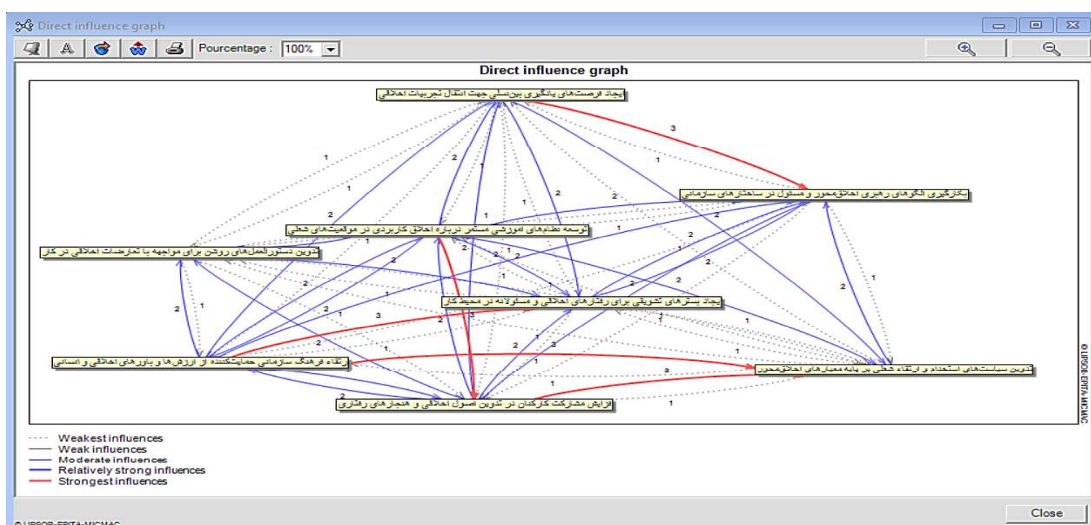 Direct influence graph
Pourcentage : 100%
Direct influence graph
ایجاد فرصت‌های یادگیری بین‌نسلی جهت انتقال تجربیات اخلاقی
بکارگیری الگوهای رهبری اخلاق‌محور و مسئول در ساختارهای سازمانی
توسعه نظام‌های آموزشی مستمر درباره اخلاق کاربردی در موقعیت‌های شغلی
تدوین دستورالعمل‌های روشن برای مواجهه با تعارضات اخلاقی در کار
ایجاد بسترهای تشویقی برای رفتارهای اخلاقی و مسئولانه در محیط کار
ارتقاء فرهنگ سازمانی حمایت‌کننده از ارزش‌ها و باورهای اخلاقی و انسانی
تدوین سیاست‌های استخدام و ارتقاء شغلی بر پایه معیارهای اخلاق‌محور
افزایش مشارکت کارکنان در تدوین اصول اخلاقی و هنجارهای رفتاری
© LIPSOR-EPITA-MICMAC
Weakest influences
Weak influences
Moderate influences
Relatively strong influences
Strongest influences
Close
© LIPSOR-EPITA-MICMAC